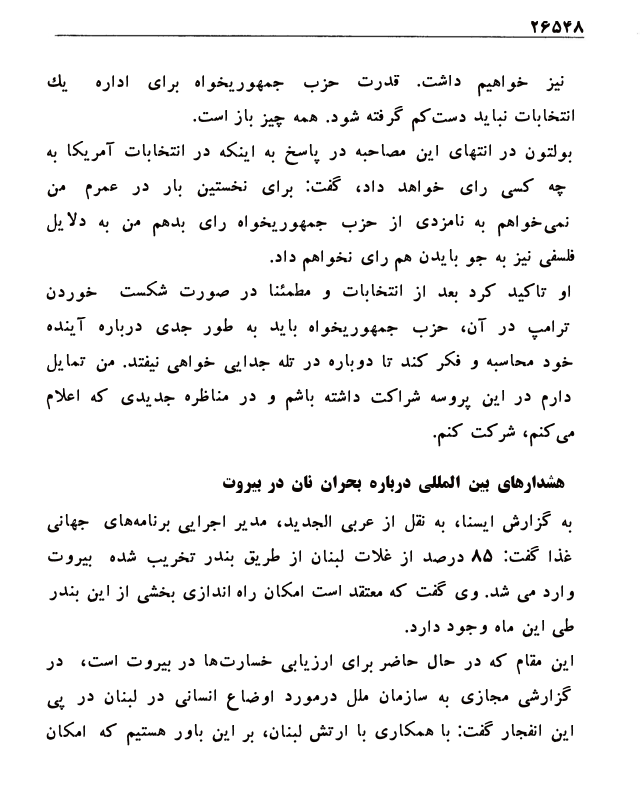 ۲۶۵۴۸
نیز خواهیم داشت. قدرت حزب جمهوریخواه برای اداره یك
انتخابات نباید دست‌کم گرفته شود. همه چیز باز است.
بولتون در انتهای این مصاحبه در پاسخ به اینکه در انتخابات آمریکا به
چه کسی رای خواهد داد، گفت: برای نخستین بار در عمرم من
نمی‌خواهم به نامزدی از حزب جمهوریخواه رای بدهم من به دلایل
فلسفی نیز به جو بایدن هم رای نخواهم داد.
او تاکید کرد بعد از انتخابات و مطمئنا در صورت شکست خوردن
ترامپ در آن، حزب جمهوریخواه باید به طور جدی درباره آینده
خود محاسبه و فکر کند تا دوباره در تله جدایی خواهی نیفتد. من تمایل
دارم در این پروسه شراکت داشته باشم و در مناظره جدیدی که اعلام
می‌کنم، شرکت کنم.
هشدارهای بین المللی درباره بحران نان در بیروت
به گزارش ایسنا، به نقل از عربی الجدید، مدیر اجرایی برنامه‌های جهانی
غذا گفت: ۸۵ درصد از غلات لبنان از طریق بندر تخریب شده بیروت
وارد می شد. وی گفت که معتقد است امکان راه اندازی بخشی از این بندر
طی این ماه وجود دارد.
این مقام که در حال حاضر برای ارزیابی خسارت‌ها در بیروت است، در
گزارشی مجازی به سازمان ملل درمورد اوضاع انسانی در لبنان در پی
این انفجار گفت: با همکاری با ارتش لبنان، بر این باور هستیم که امکان